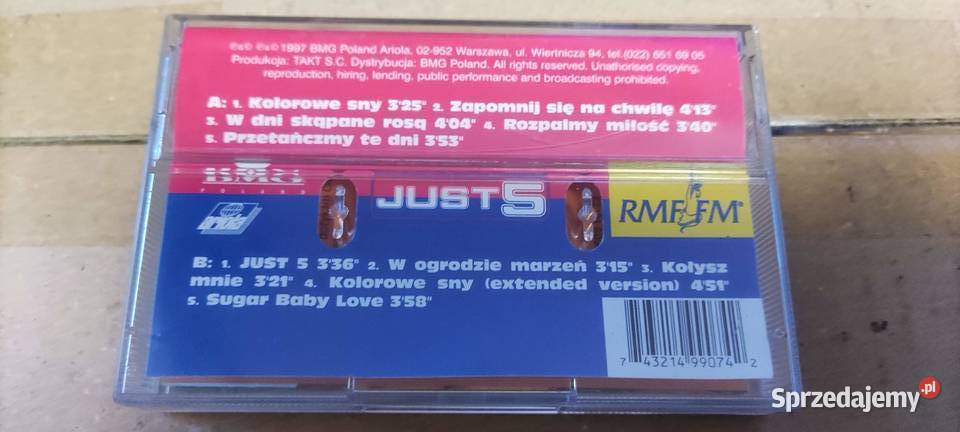 ℗ & © ℗ & © 1997 BMG Poland Ariola, 02-952 Warszawa, ul. Wiertnicza 94, tel.(022) 651 69 05
Produkcja: TAKT S.C. Dystrybucja: BMG Poland. All rights reserved. Unathorised copying,
reproduction, hiring, lending, public performance and broadcasting prohibited.
A: 1. Kolorowe sny 3'25" 2. Zapomnij się na chwilę 4'13"
3. W dni skąpane rosą 4'04" 4. Rozpalmy miłość 3'40"
5. Przetańczmy te dni 3'53"
BMG
POLAND
JUST 5
RMF FM
ariola
B: 1. JUST 5 3'36" 2. W ogrodzie marzeń 3'15" 3. Kołysz
mnie 3'21" 4. Kolorowe sny (extended version) 4'51"
5. Sugar Baby Love 3'58"
7 43214 99074 2
Sprzedajemy.pl